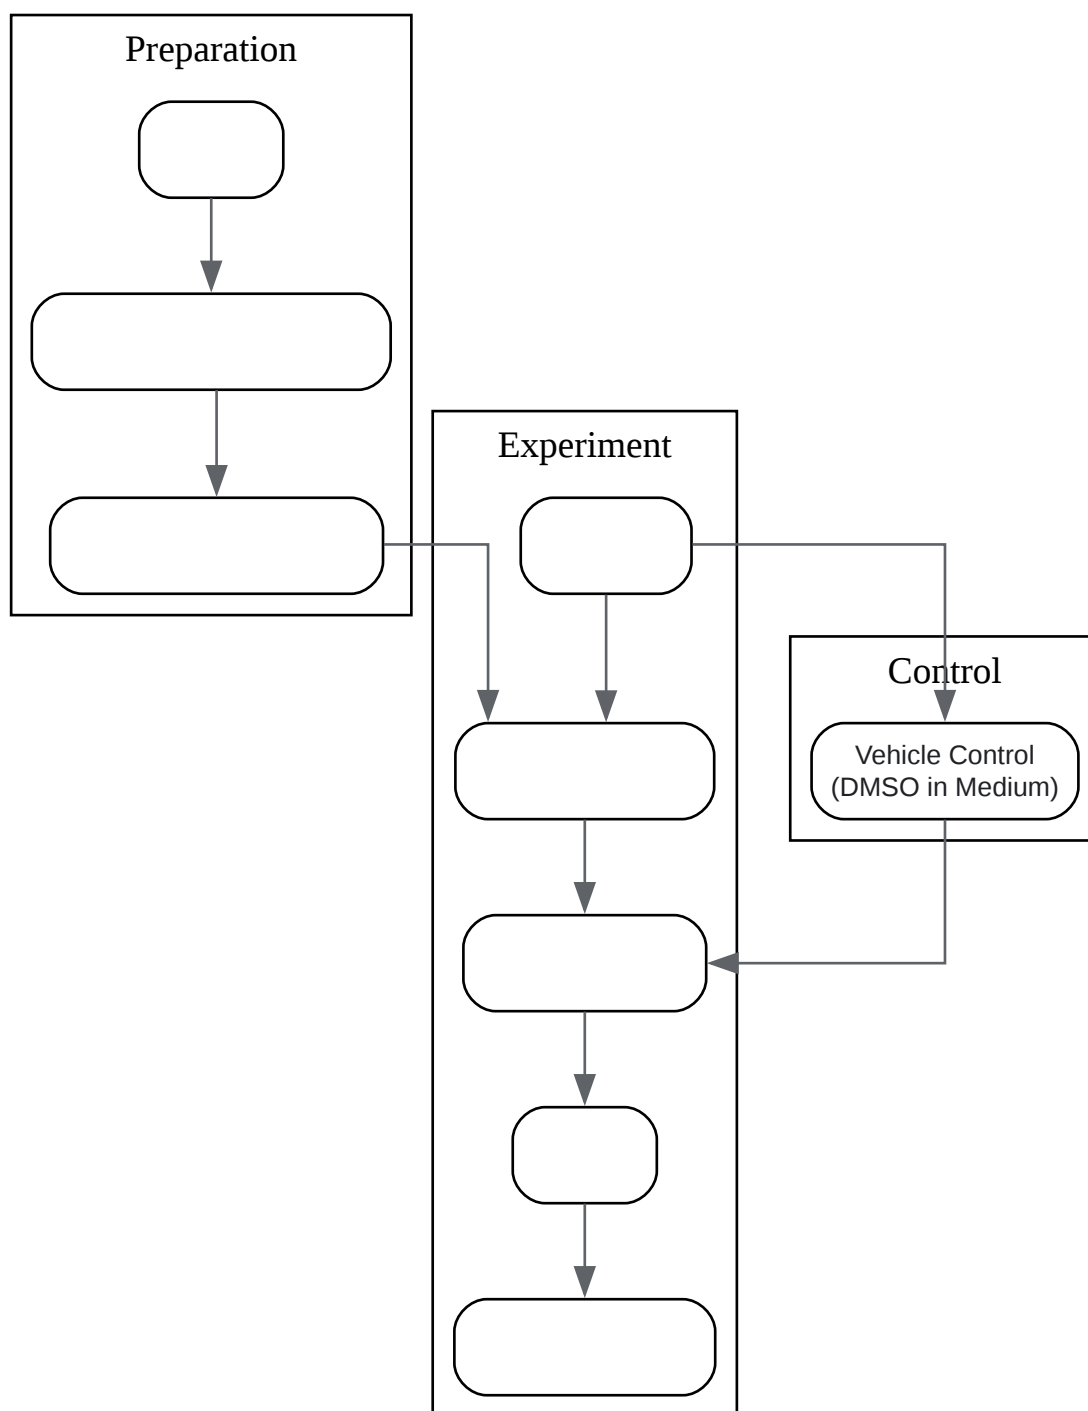 Preparation
Experiment
Control
Vehicle Control
(DMSO in Medium)